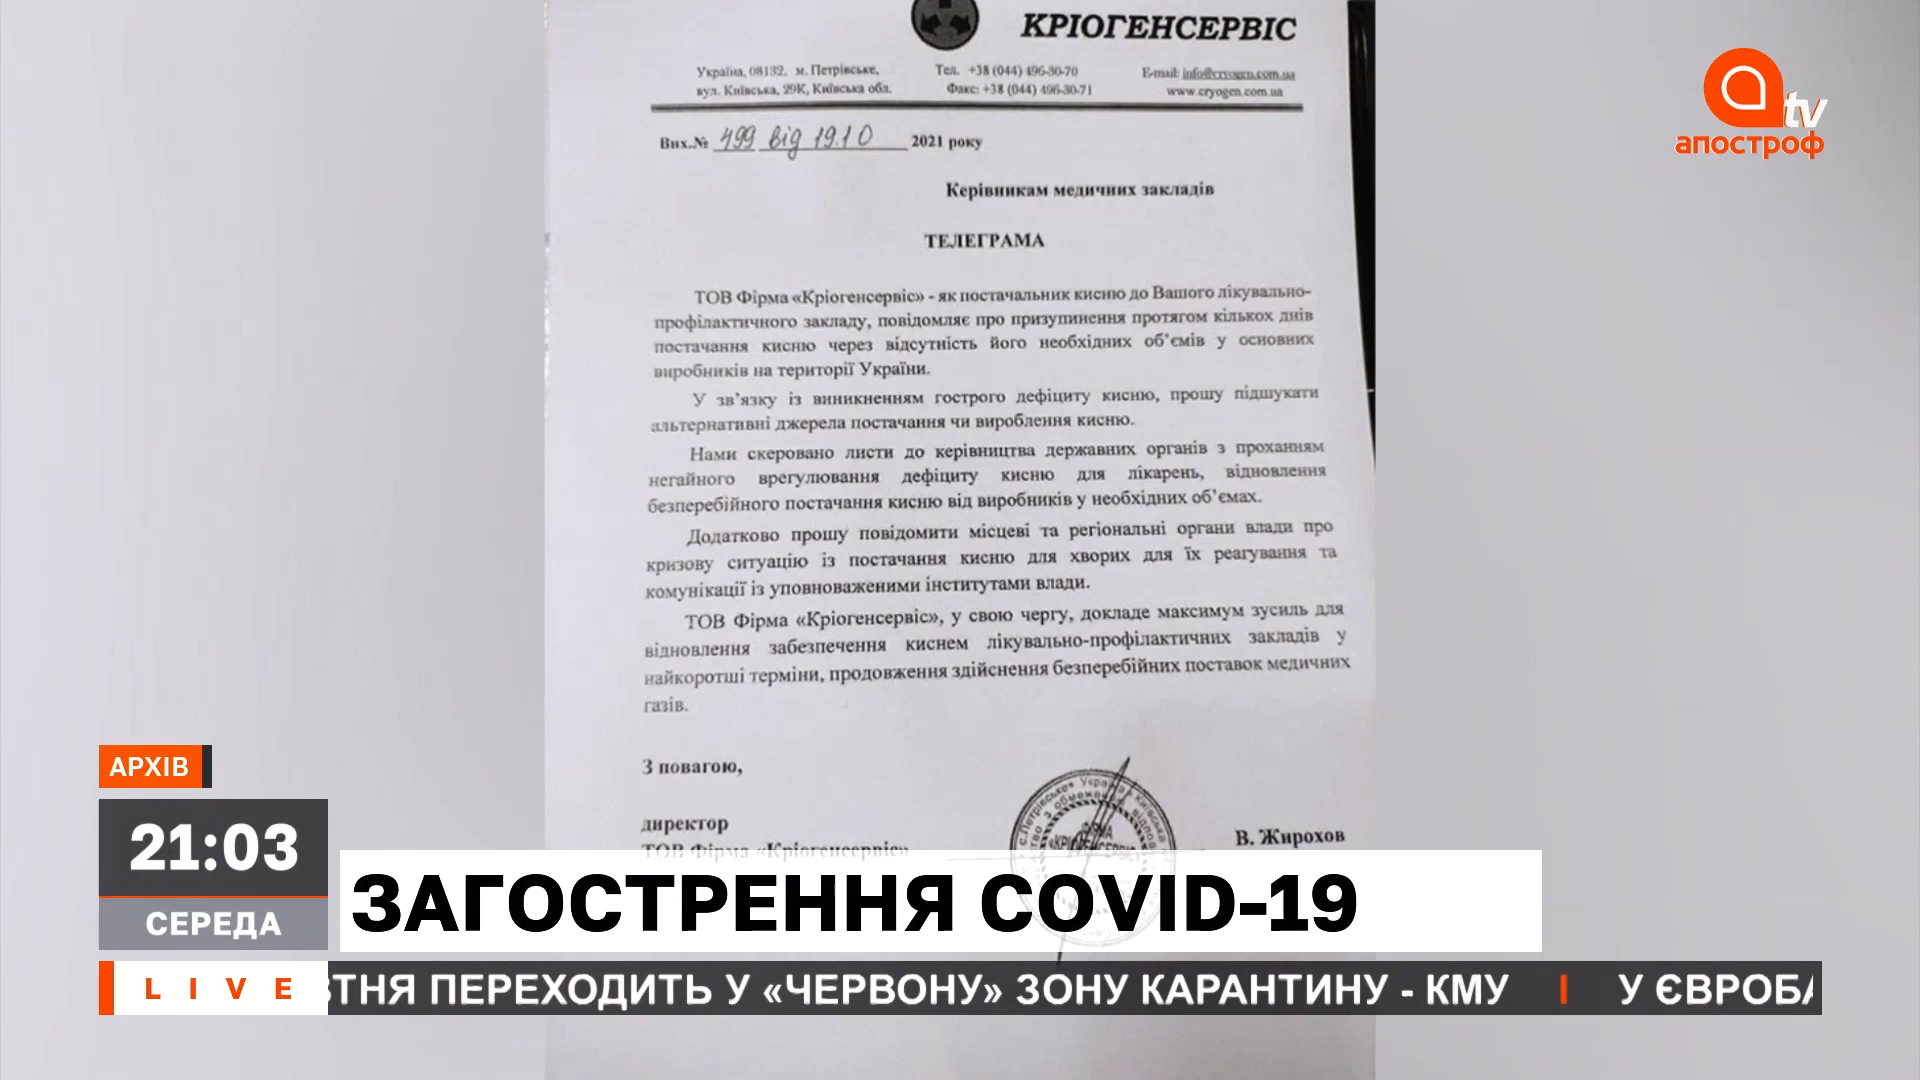 КРІОГЕНСЕРВІС
Україна, 08132, м. Петрівське,
вул. Київська, 29К, Київська обл.
Тел. +38 (044) 496-30-70
Факс: +38 (044) 496-30-71
E-mail: info@cryogen.com.ua
www.cryogen.com.ua
tv
апостроф
Вих.№ 499 від 19.10 2021 року
Керівникам медичних закладів
ТЕЛЕГРАМА
ТОВ Фірма «Кріогенсервіс» - як постачальник кисню до Вашого лікувально-
профілактичного закладу, повідомляє про призупинення протягом кількох днів
постачання кисню через відсутність його необхідних об'ємів у основних
виробників на території України.
У зв'язку із виникненням гострого дефіциту кисню, прошу підшукати
альтернативні джерела постачання чи вироблення кисню.
Нами скеровано листи до керівництва державних органів з проханням
негайного врегулювання дефіциту кисню для лікарень, відновлення
безперебійного постачання кисню від виробників у необхідних об'ємах.
Додатково прошу повідомити місцеві та регіональні органи влади про
кризову ситуацію із постачання кисню для хворих для їх реагування та
комунікації із уповноваженими інститутами влади.
ТОВ Фірма «Кріогенсервіс», у свою чергу, докладе максимум зусиль для
відновлення забезпечення киснем лікувально-профілактичних закладів у
найкоротші терміни, продовження здійснення безперебійних поставок медичних
газів.
З повагою,
директор
ТОВ Фірма «Кріогенсервіс»
В. Жирохов
АРХІВ
21:03
СЕРЕДА
ЗАГОСТРЕННЯ COVID-19
LIVE
ВТНЯ ПЕРЕХОДИТЬ У «ЧЕРВОНУ» ЗОНУ КАРАНТИНУ - КМУ | У ЄВРОБА